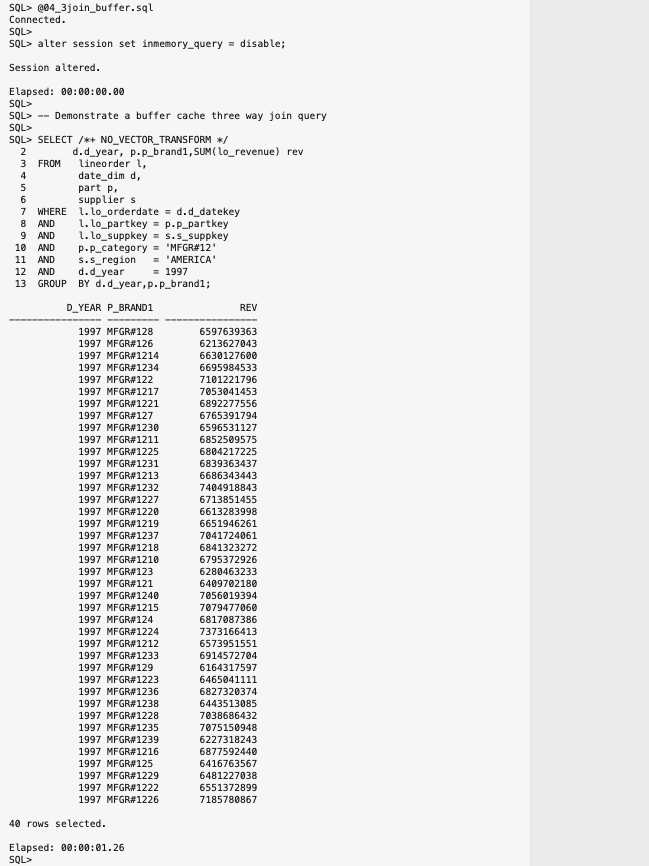 SQL> @04_3join_buffer.sql
Connected.
SQL>
SQL> alter session set inmemory_query = disable;
Session altered.
Elapsed: 00:00:00.00
SQL>
SQL> -- Demonstrate a buffer cache three way join query
SQL>
SQL> SELECT /*+ NO_VECTOR_TRANSFORM */
2 d.d_year, p.p_brand1,SUM(lo_revenue) rev
3 FROM lineorder l,
4 date_dim d,
5 part p,
6 supplier s
7 WHERE l.lo_orderdate = d.d_datekey
8 AND l.lo_partkey = p.p_partkey
9 AND l.lo_suppkey = s.s_suppkey
10 AND p.p_category = 'MFGR#12'
11 AND s.s_region = 'AMERICA'
12 AND d.d_year = 1997
13 GROUP BY d.d_year,p.p_brand1;
D_YEAR P_BRAND1 REV
---------------- --------- ----------------
1997 MFGR#128 6597639363
1997 MFGR#126 6213627043
1997 MFGR#1214 6630127600
1997 MFGR#1234 6695984533
1997 MFGR#122 7101221796
1997 MFGR#1217 7053041453
1997 MFGR#1221 6892277556
1997 MFGR#127 6765391794
1997 MFGR#1230 6596531127
1997 MFGR#1211 6852509575
1997 MFGR#1225 6804217225
1997 MFGR#1231 6839363437
1997 MFGR#1213 6686343443
1997 MFGR#1232 7404918843
1997 MFGR#1227 6713851455
1997 MFGR#1220 6613283998
1997 MFGR#1219 6651946261
1997 MFGR#1237 7041724061
1997 MFGR#1218 6841323272
1997 MFGR#1210 6795372926
1997 MFGR#123 6280463233
1997 MFGR#121 6409702180
1997 MFGR#1240 7056019394
1997 MFGR#1215 7079477060
1997 MFGR#124 6817087386
1997 MFGR#1224 7373166413
1997 MFGR#1212 6573951551
1997 MFGR#1233 6914572704
1997 MFGR#129 6164317597
1997 MFGR#1223 6465041111
1997 MFGR#1236 6827320374
1997 MFGR#1238 6443513085
1997 MFGR#1228 7038686432
1997 MFGR#1235 7075150948
1997 MFGR#1239 6227318243
1997 MFGR#1216 6877592440
1997 MFGR#125 6416763567
1997 MFGR#1229 6481227038
1997 MFGR#1222 6551372899
1997 MFGR#1226 7185780867
40 rows selected.
Elapsed: 00:00:01.26
SQL>